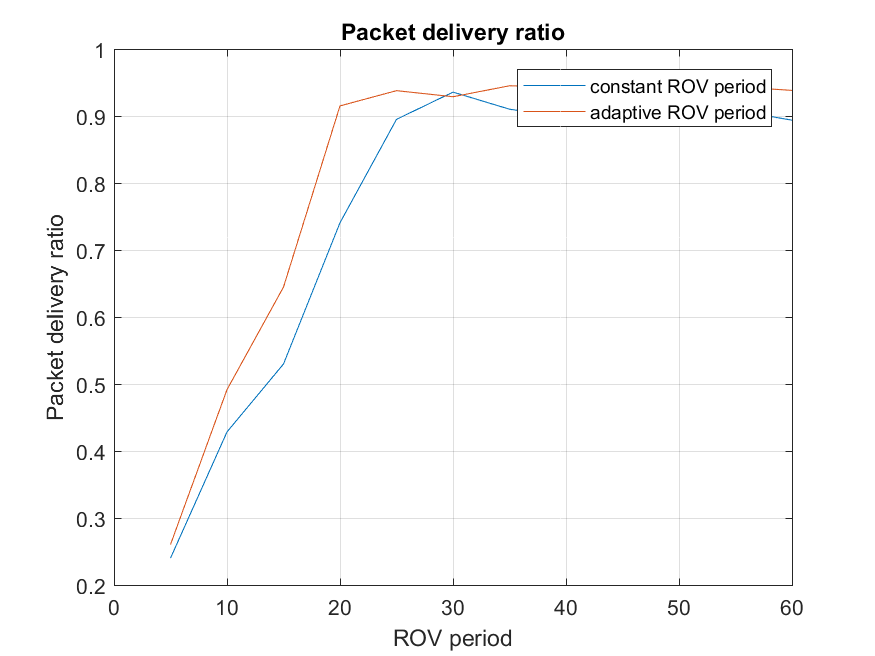 Packet delivery ratio
constant ROV period
adaptive ROV period
Packet delivery ratio
1
0.9
0.8
0.7
0.6
0.5
0.4
0.3
0.2
0 10 20 30 40 50 60
ROV period